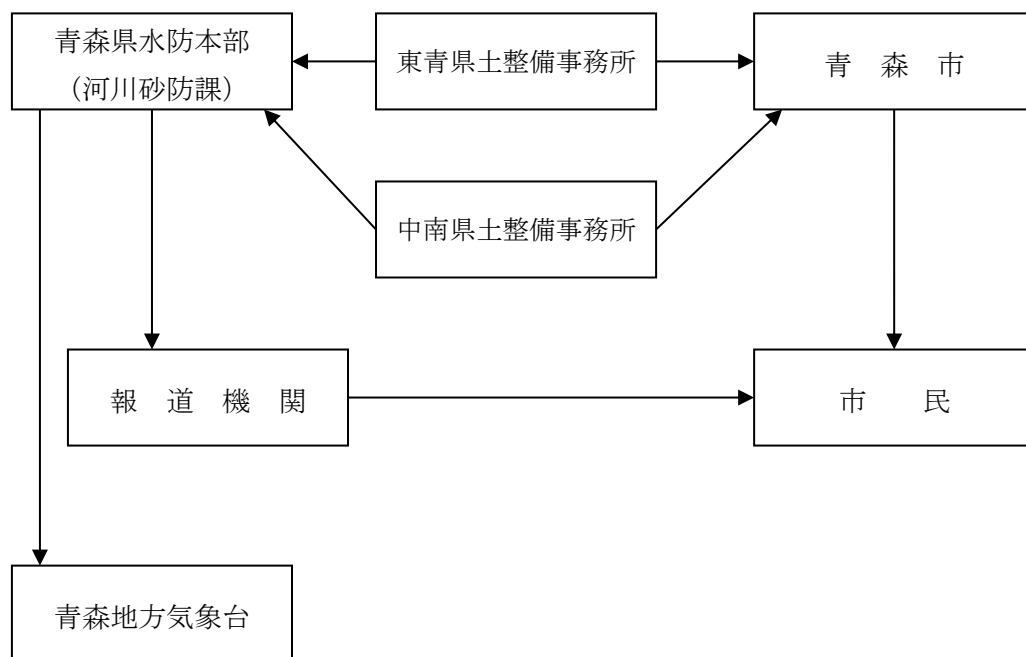 青森県水防本部
（河川砂防課）
東青県土整備事務所
青　森　市
中南県土整備事務所
報　道　機　関
市　　民
青森地方気象台